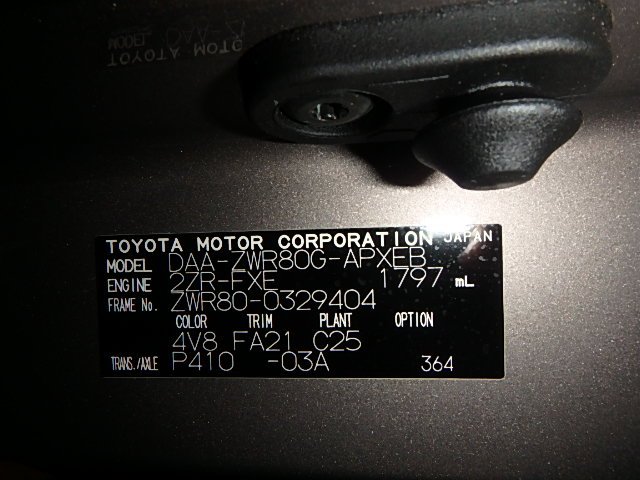 TOYOTA MOTOR CORPORATION JAPAN
MODEL DAA-ZWR80G-APXEB
ENGINE 2ZR-FXE 1797 mL
FRAME No. ZWR80-0329404
COLOR TRIM PLANT OPTION
4V8 FA21 C25
TRANS./AXLE P410 -03A 364